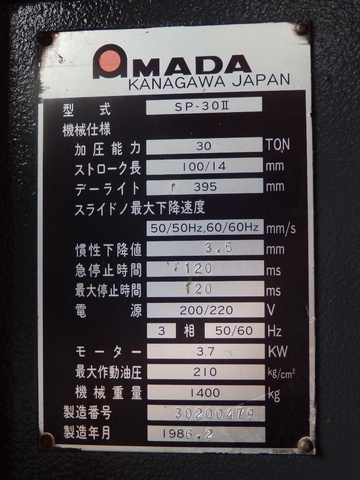 AMADA
KANAGAWA JAPAN
型式 SP-30Ⅱ
機械仕様
加圧能力 30 TON
ストローク長 100/14 mm
デーライト 395 mm
スライドノ最大下降速度
50/50Hz,60/60Hz mm/s
慣性下降値 3.5 mm
急停止時間 120 ms
最大停止時間 120 ms
電源 200/220 V
3 相 50/60 Hz
モーター 3.7 KW
最大作動油圧 210 kg/cm²
機械重量 1400 kg
製造番号 30200479
製造年月 1986.2